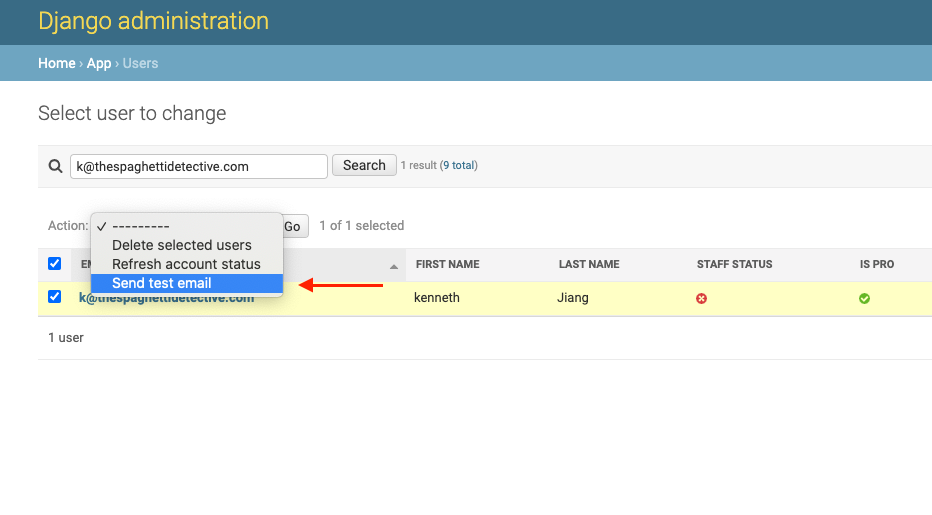 Django administration
Home › App › Users
Select user to change
k@thespaghettidetective.com Search 1 result (9 total)
Action: ✓ --------- Go 1 of 1 selected
Delete selected users
Refresh account status
Send test email
FIRST NAME LAST NAME STAFF STATUS IS PRO
k@thespaghettidetective.com kenneth Jiang
1 user